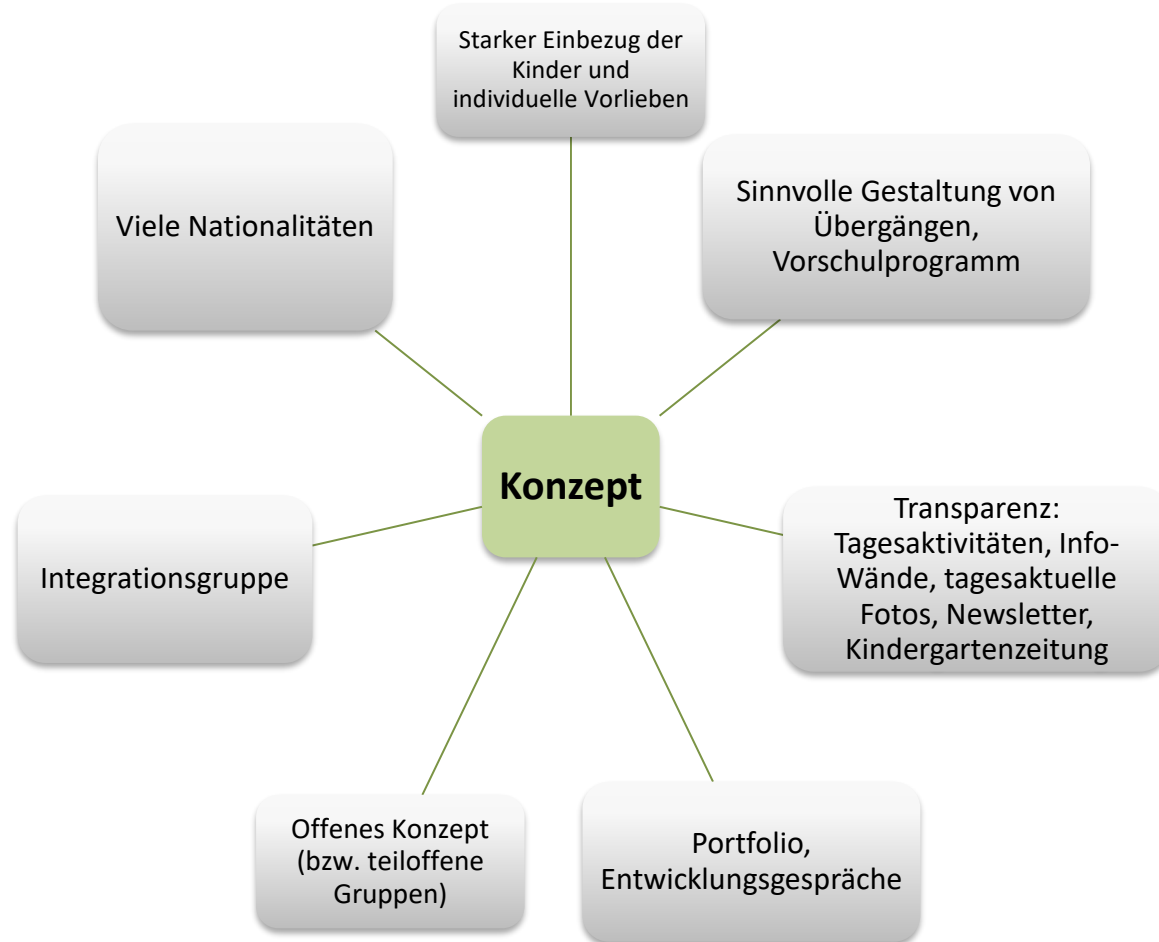 Starker Einbezug der
Kinder und
individuelle Vorlieben
Viele Nationalitäten
Sinnvolle Gestaltung von
Übergängen,
Vorschulprogramm
Konzept
Integrationsgruppe
Transparenz:
Tagesaktivitäten, Info-
Wände, tagesaktuelle
Fotos, Newsletter,
Kindergartenzeitung
Offenes Konzept
(bzw. teiloffene
Gruppen)
Portfolio,
Entwicklungsgespräche